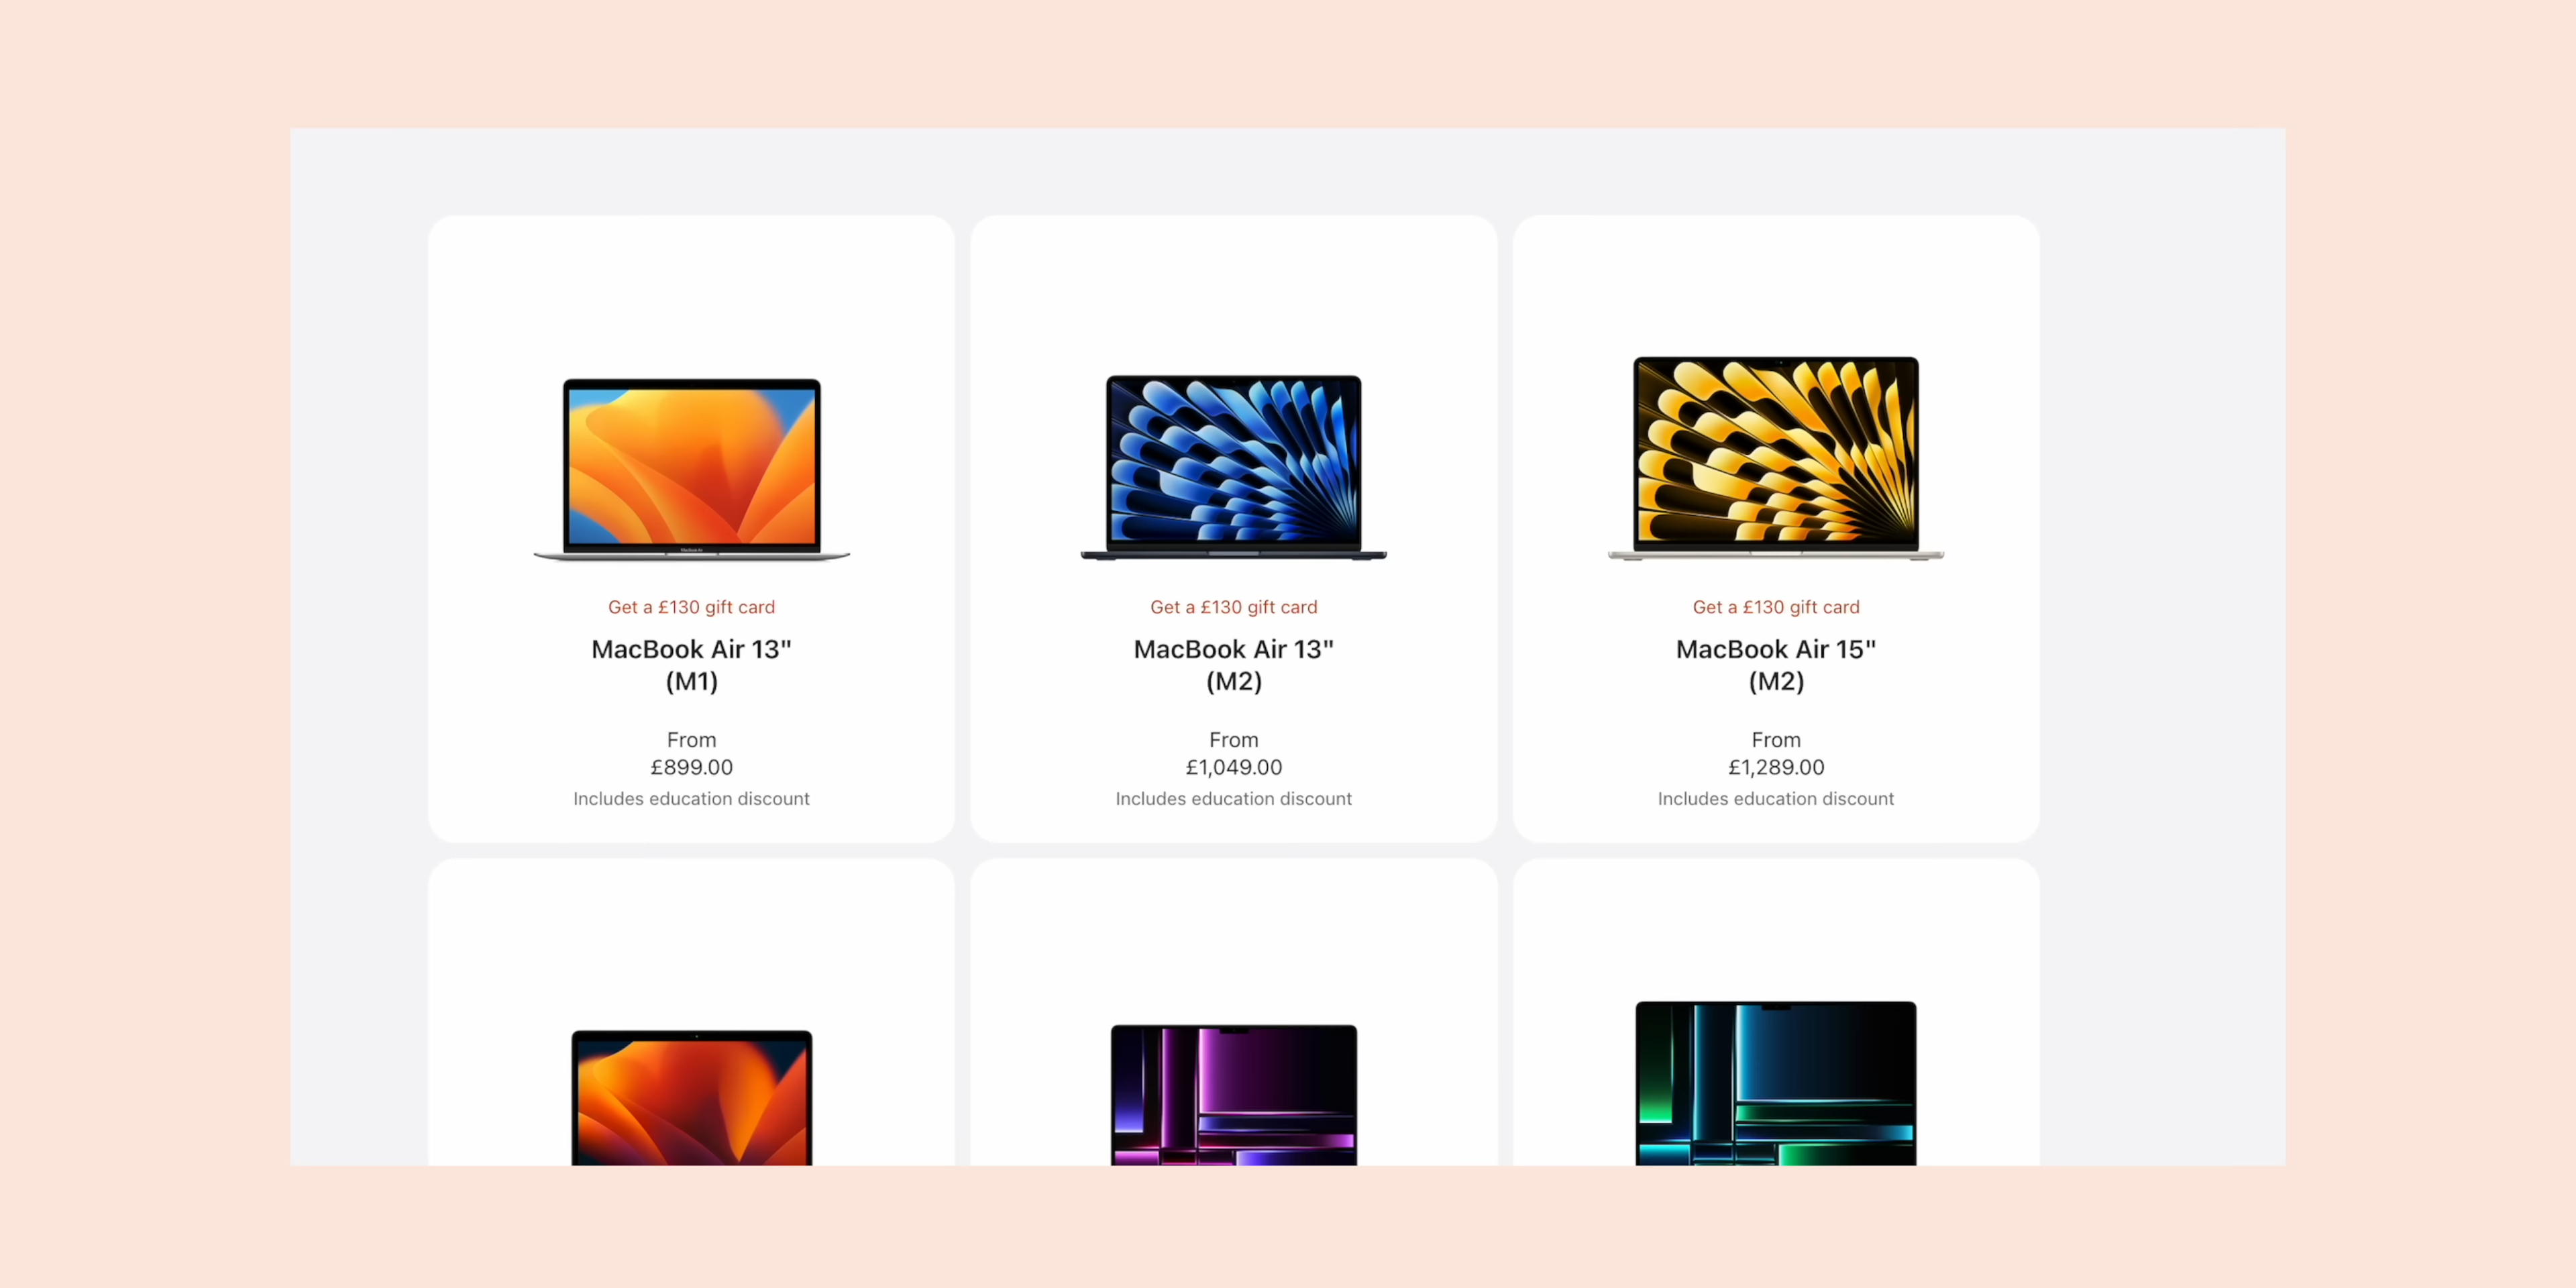 Get a £130 gift card
MacBook Air 13"
(M1)
From
£899.00
Includes education discount
Get a £130 gift card
MacBook Air 13"
(M2)
From
£1,049.00
Includes education discount
Get a £130 gift card
MacBook Air 15"
(M2)
From
£1,289.00
Includes education discount